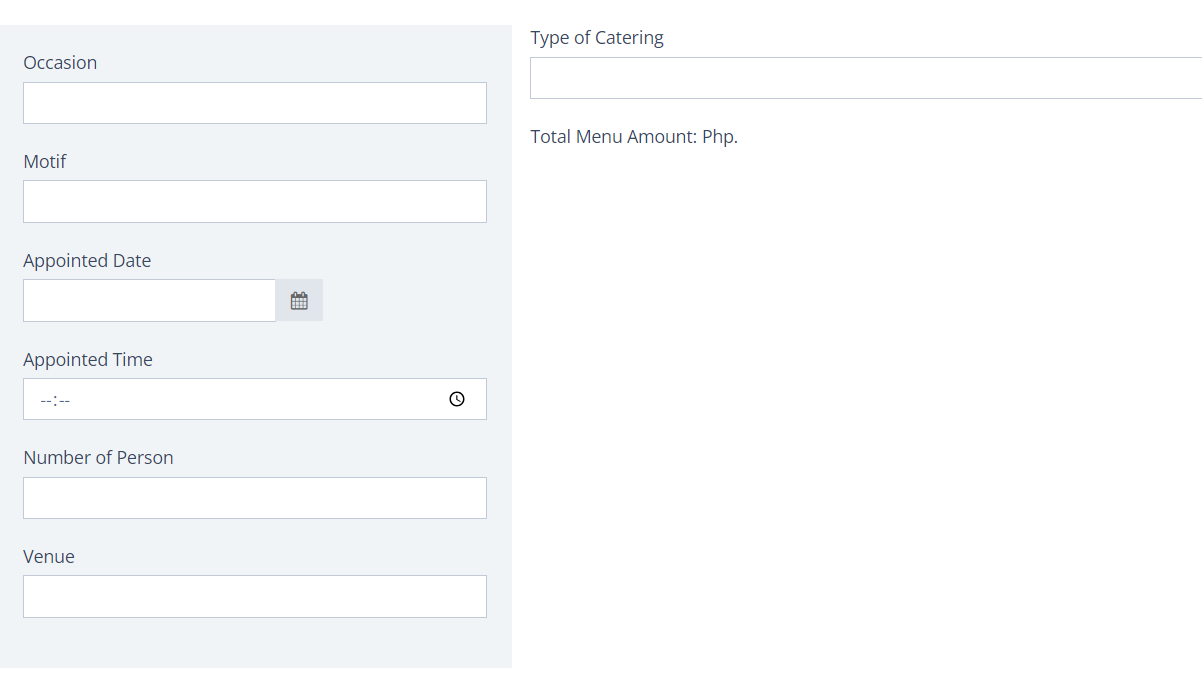 Occasion
Motif
Appointed Date
Appointed Time
--:--
Number of Person
Venue
Type of Catering
Total Menu Amount: Php.